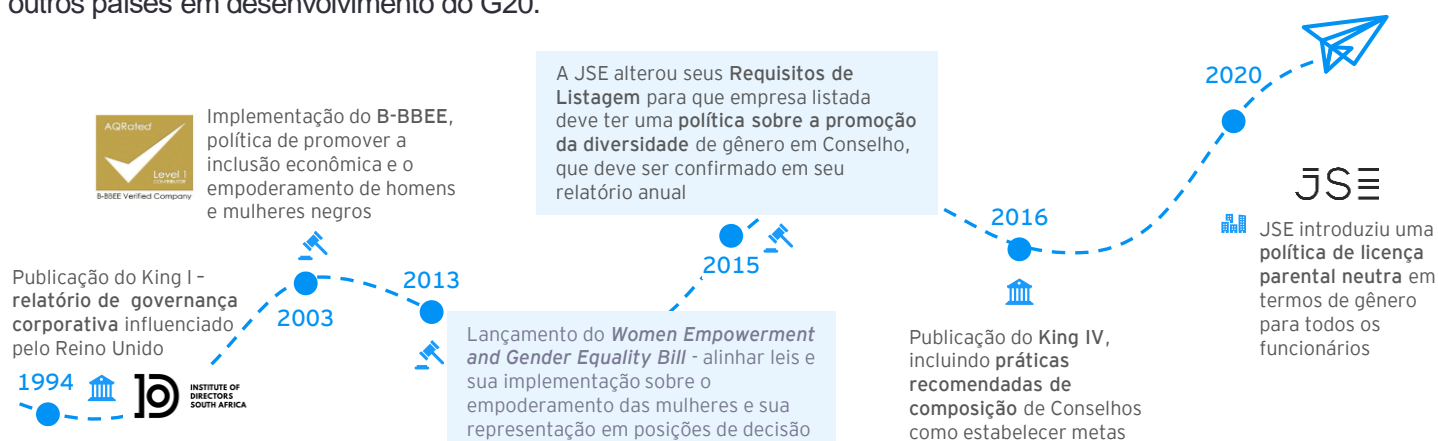 outros países em desenvolvimento do G20.
AQRated
Level 1
CONTRIBUTOR
B-BBEE Verified Company
Implementação do B-BBEE,
política de promover a
inclusão econômica e o
empoderamento de homens
e mulheres negros
A JSE alterou seus Requisitos de
Listagem para que empresa listada
deve ter uma política sobre a promoção
da diversidade de gênero em Conselho,
que deve ser confirmado em seu
relatório anual
2020
JSE
JSE introduziu uma
política de licença
parental neutra em
termos de gênero
para todos os
funcionários
Publicação do King I –
relatório de governança
corporativa influenciado
pelo Reino Unido
1994
INSTITUTE OF
DIRECTORS
SOUTH AFRICA
2003
2013
Lançamento do Women Empowerment
and Gender Equality Bill - alinhar leis e
sua implementação sobre o
empoderamento das mulheres e sua
representação em posições de decisão
2015
2016
Publicação do King IV,
incluindo práticas
recomendadas de
composição de Conselhos
como estabelecer metas